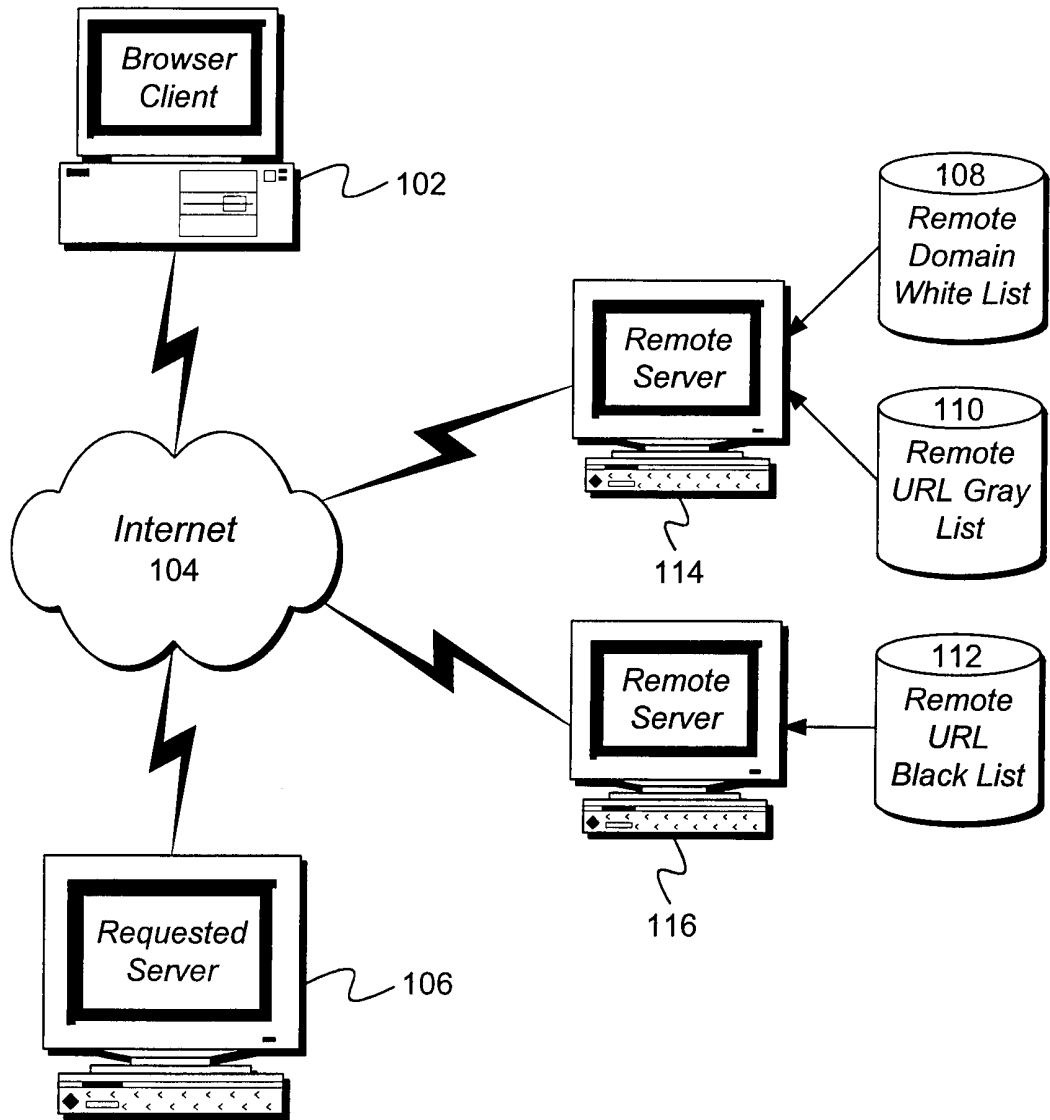 Browser
Client
102
108
Remote
Domain
White List
Remote
Server
114
110
Remote
URL Gray
List
Internet
104
Remote
Server
116
112
Remote
URL
Black List
Requested
Server
106